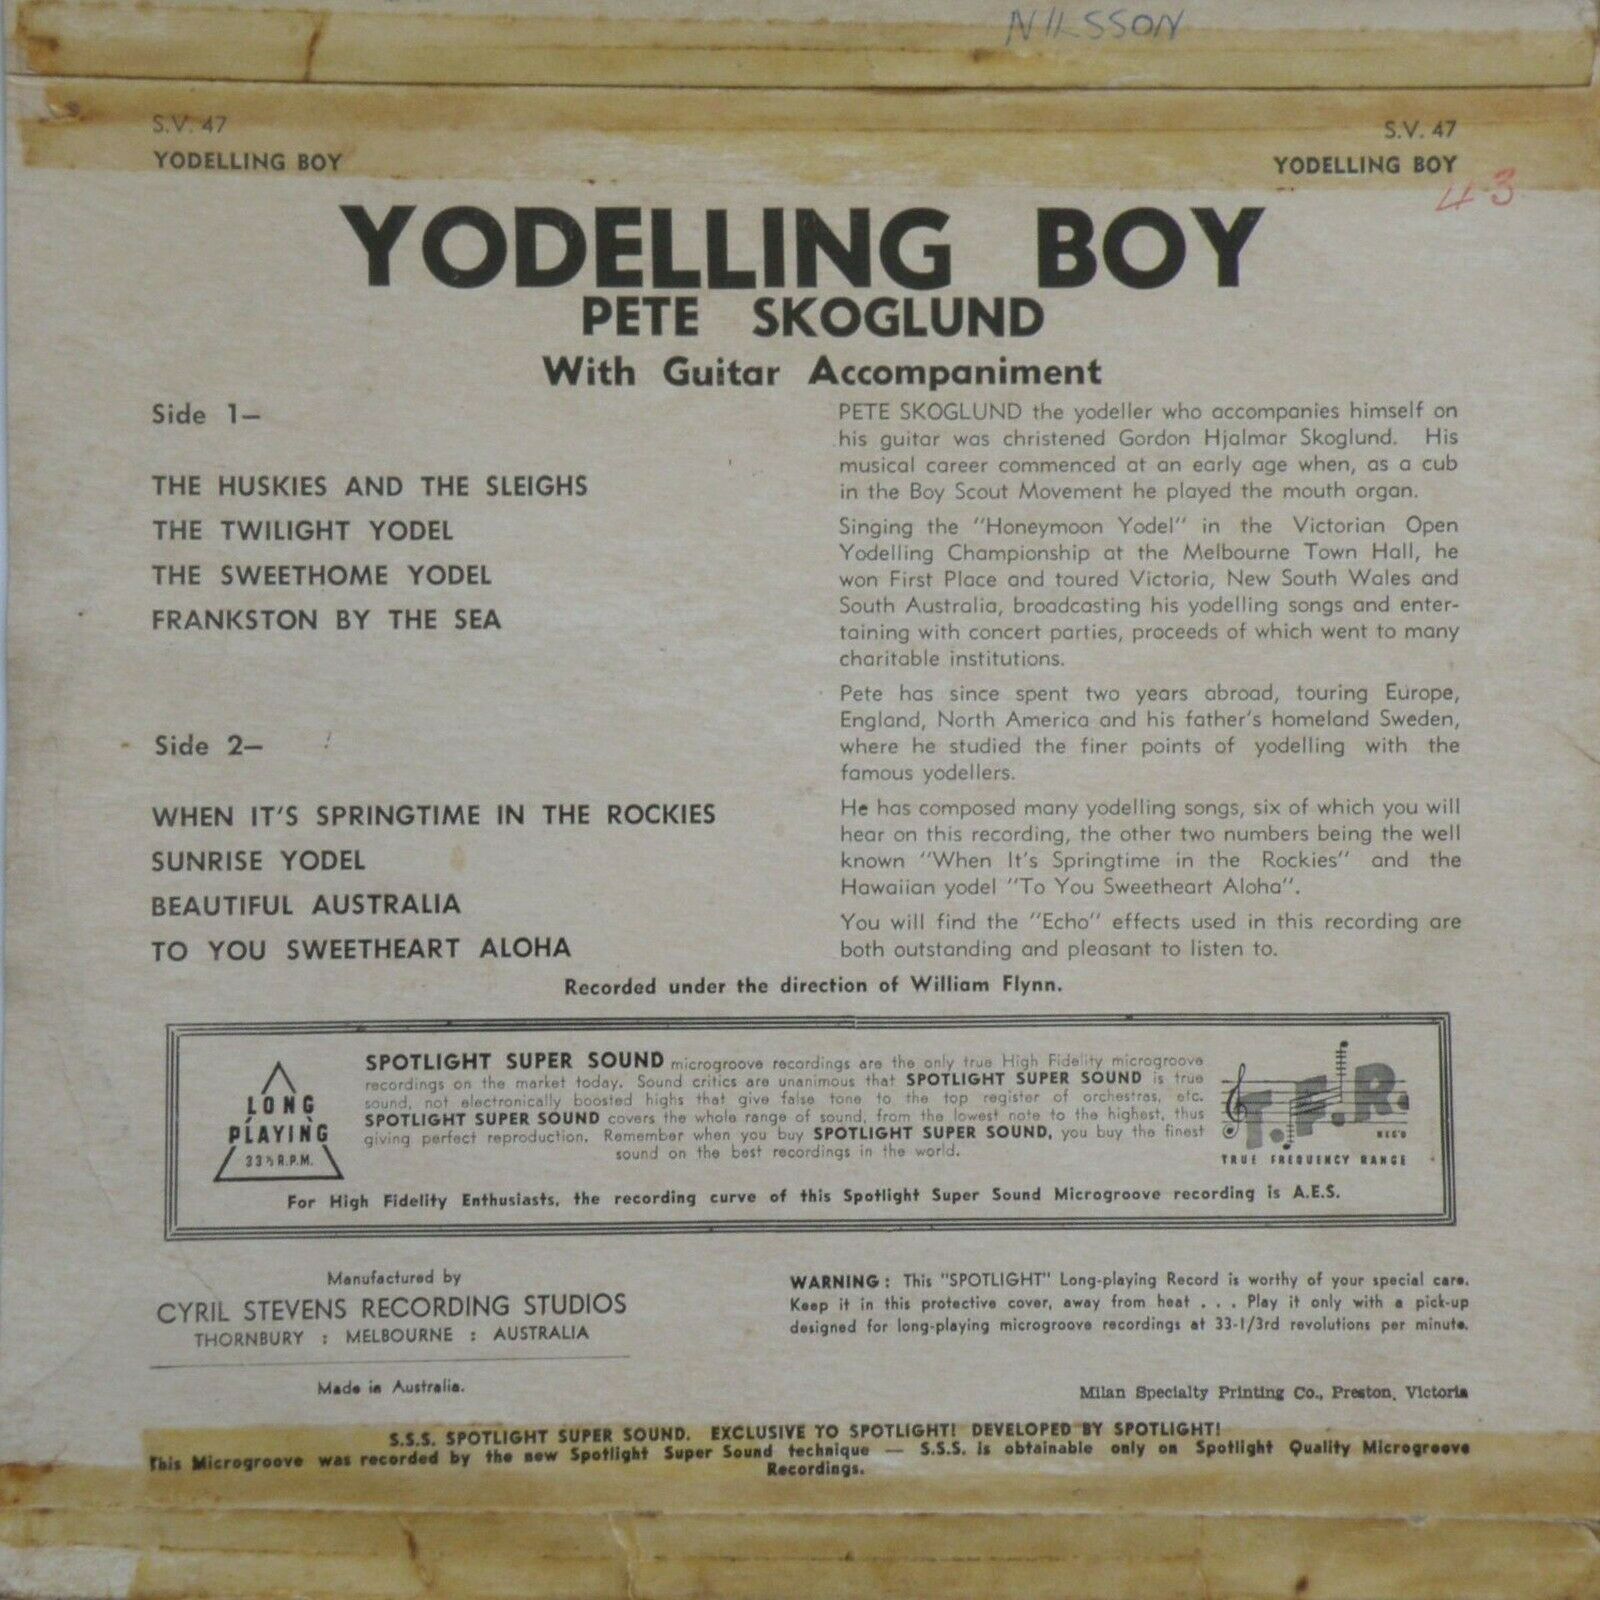 NILSSON
S.V. 47
YODELLING BOY
S.V. 47
YODELLING BOY
43
YODELLING BOY
PETE SKOGLUND
With Guitar Accompaniment
Side 1—
THE HUSKIES AND THE SLEIGHS
THE TWILIGHT YODEL
THE SWEETHOME YODEL
FRANKSTON BY THE SEA
Side 2—
WHEN IT'S SPRINGTIME IN THE ROCKIES
SUNRISE YODEL
BEAUTIFUL AUSTRALIA
TO YOU SWEETHEART ALOHA
PETE SKOGLUND the yodeller who accompanies himself on
his guitar was christened Gordon Hjalmar Skoglund. His
musical career commenced at an early age when, as a cub
in the Boy Scout Movement he played the mouth organ.
Singing the "Honeymoon Yodel" in the Victorian Open
Yodelling Championship at the Melbourne Town Hall, he
won First Place and toured Victoria, New South Wales and
South Australia, broadcasting his yodelling songs and enter-
taining with concert parties, proceeds of which went to many
charitable institutions.
Pete has since spent two years abroad, touring Europe,
England, North America and his father's homeland Sweden,
where he studied the finer points of yodelling with the
famous yodellers.
He has composed many yodelling songs, six of which you will
hear on this recording, the other two numbers being the well
known "When It's Springtime in the Rockies" and the
Hawaiian yodel "To You Sweetheart Aloha".
You will find the "Echo" effects used in this recording are
both outstanding and pleasant to listen to.
Recorded under the direction of William Flynn.
LONG
PLAYING
33⅓ R.P.M.
SPOTLIGHT SUPER SOUND microgroove recordings are the only true High Fidelity microgroove
recordings on the market today. Sound critics are unanimous that SPOTLIGHT SUPER SOUND is true
sound, not electronically boosted highs that give false tone to the top register of orchestras, etc.
SPOTLIGHT SUPER SOUND covers the whole range of sound, from the lowest note to the highest, thus
giving perfect reproduction. Remember when you buy SPOTLIGHT SUPER SOUND, you buy the finest
sound on the best recordings in the world.
T.F.R.
REG'D
TRUE FREQUENCY RANGE
For High Fidelity Enthusiasts, the recording curve of this Spotlight Super Sound Microgroove recording is A.E.S.
Manufactured by
CYRIL STEVENS RECORDING STUDIOS
THORNBURY : MELBOURNE : AUSTRALIA
Made in Australia.
WARNING : This "SPOTLIGHT" Long-playing Record is worthy of your special care.
Keep it in this protective cover, away from heat . . . Play it only with a pick-up
designed for long-playing microgroove recordings at 33-1/3rd revolutions per minute.
Milan Specialty Printing Co., Preston, Victoria
S.S.S. SPOTLIGHT SUPER SOUND. EXCLUSIVE TO SPOTLIGHT! DEVELOPED BY SPOTLIGHT!
This Microgroove was recorded by the new Spotlight Super Sound technique — S.S.S. is obtainable only on Spotlight Quality Microgroove
Recordings.